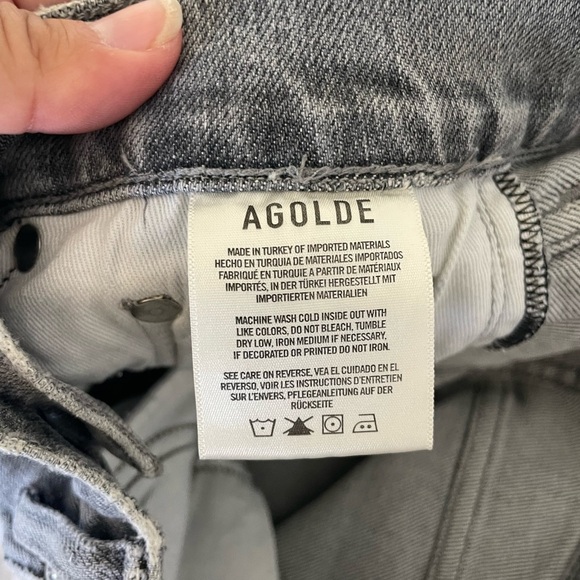 AGOLDE
MADE IN TURKEY OF IMPORTED MATERIALS
HECHO EN TURQUIA DE MATERIALES IMPORTADOS
FABRIQUÉ EN TURQUIE A PARTIR DE MATÉRIAUX
IMPORTÉS, IN DER TÜRKEI HERGESTELLT MIT
IMPORTIERTEN MATERIALIEN
MACHINE WASH COLD INSIDE OUT WITH
LIKE COLORS, DO NOT BLEACH, TUMBLE
DRY LOW, IRON MEDIUM IF NECESSARY,
IF DECORATED OR PRINTED DO NOT IRON.
SEE CARE ON REVERSE, VEA EL CUIDADO EN EL
REVERSO, VOIR LES INSTRUCTIONS D'ENTRETIEN
SUR L'ENVERS, PFLEGEANLEITUNG AUF DER
RÜCKSEITE